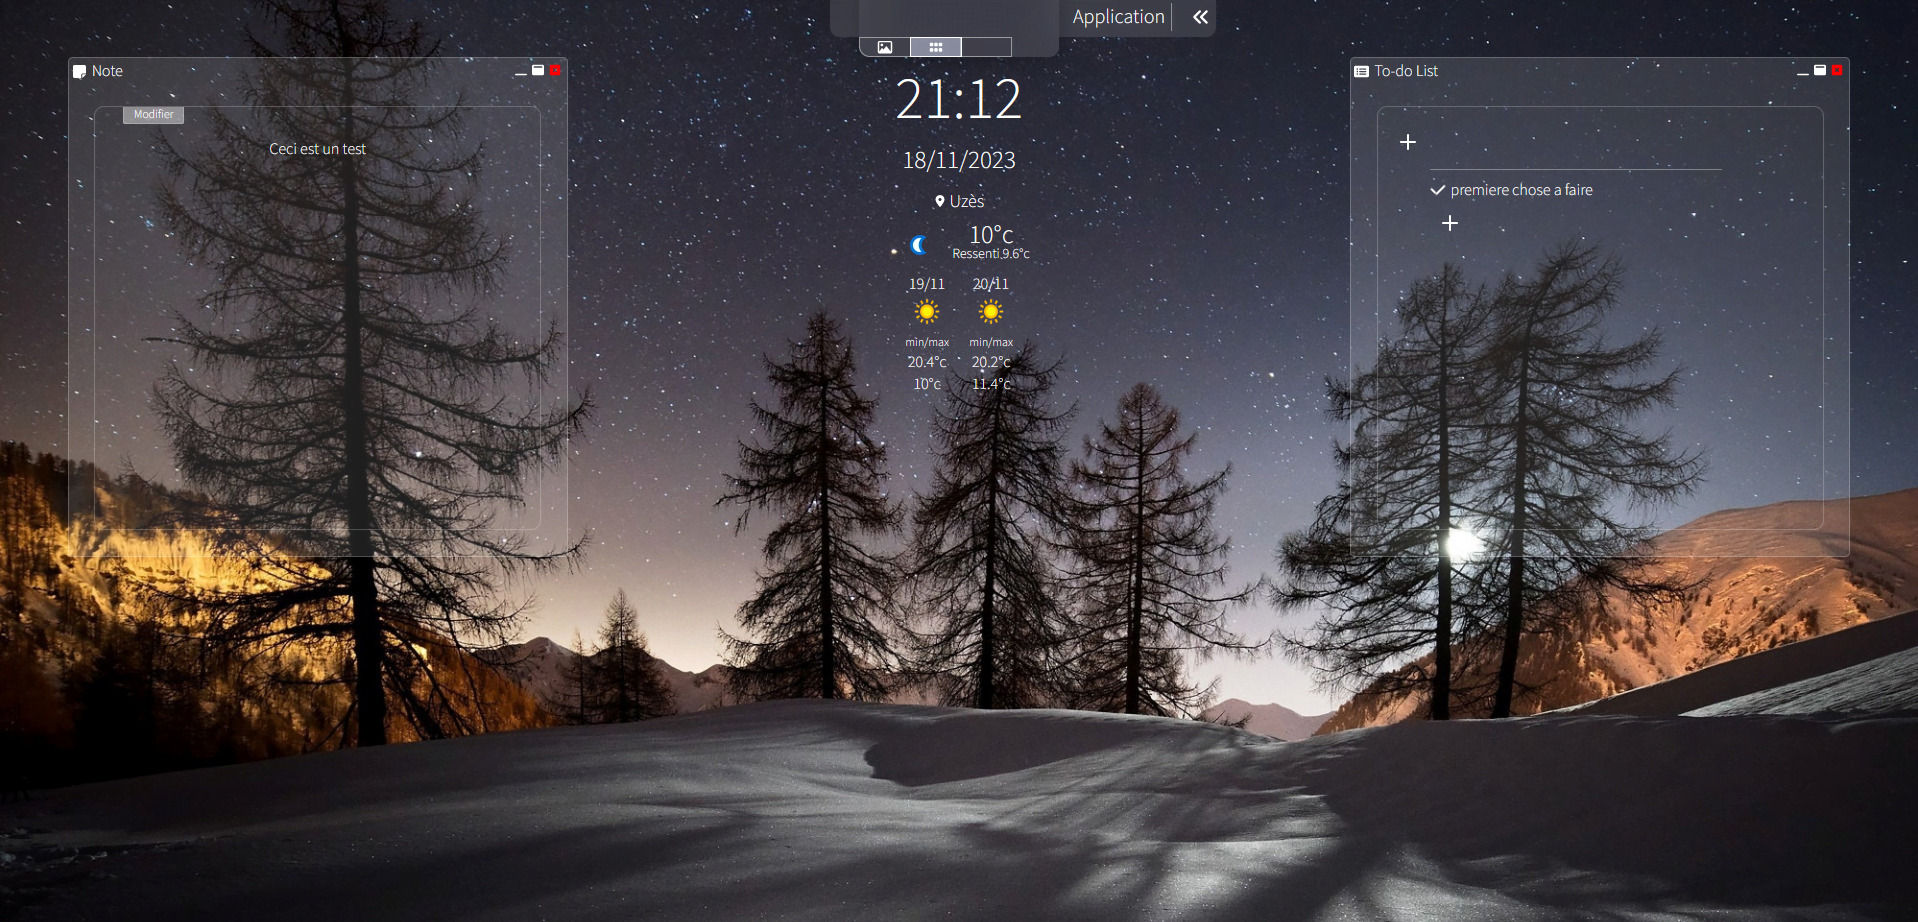 Application
Note
To-do List
Modifier
Ceci est un test
21:12
18/11/2023
Uzès
10°c
Ressenti 9.6°c
19/11 20/11
min/max min/max
20.4°c 20.2°c
10°c 11.4°c
premiere chose a faire